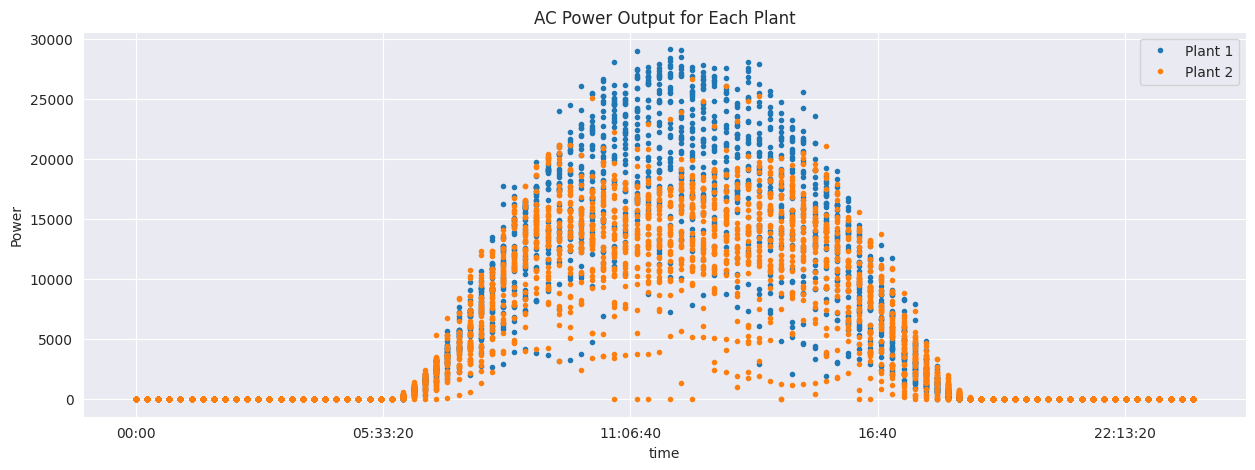 AC Power Output for Each Plant
30000
25000
20000
15000
10000
5000
0
Power
Plant 1
Plant 2
00:00
05:33:20
11:06:40
16:40
22:13:20
time